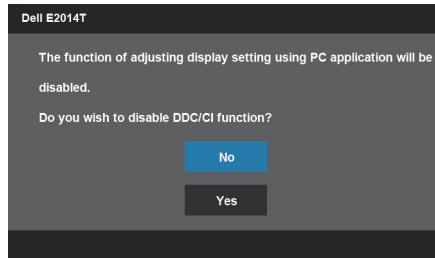 Dell E2014T
The function of adjusting display setting using PC application will be
disabled.
Do you wish to disable DDC/CI function?
No
Yes